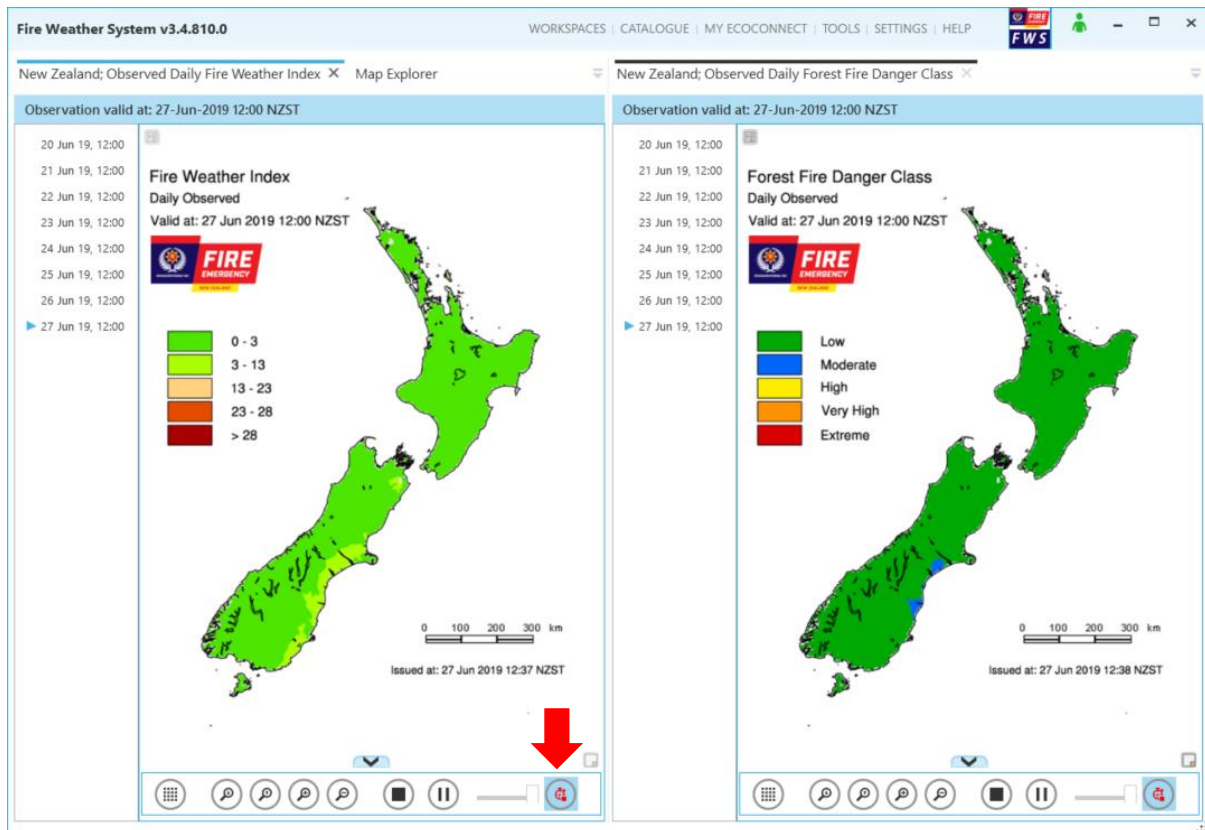 Fire Weather System v3.4.810.0
WORKSPACES | CATALOGUE | MY ECOCONNECT | TOOLS | SETTINGS | HELP
FIRE
FWS
New Zealand; Observed Daily Fire Weather Index
Map Explorer
New Zealand; Observed Daily Forest Fire Danger Class
Observation valid at: 27-Jun-2019 12:00 NZST
20 Jun 19, 12:00
21 Jun 19, 12:00
22 Jun 19, 12:00
23 Jun 19, 12:00
24 Jun 19, 12:00
25 Jun 19, 12:00
26 Jun 19, 12:00
27 Jun 19, 12:00
Fire Weather Index
Daily Observed
Valid at: 27 Jun 2019 12:00 NZST
FIRE
EMERGENCY
NEW ZEALAND
0 - 3
3 - 13
13 - 23
23 - 28
> 28
0 100 200 300 km
Issued at: 27 Jun 2019 12:37 NZST
Observation valid at: 27-Jun-2019 12:00 NZST
20 Jun 19, 12:00
21 Jun 19, 12:00
22 Jun 19, 12:00
23 Jun 19, 12:00
24 Jun 19, 12:00
25 Jun 19, 12:00
26 Jun 19, 12:00
27 Jun 19, 12:00
Forest Fire Danger Class
Daily Observed
Valid at: 27 Jun 2019 12:00 NZST
FIRE
EMERGENCY
NEW ZEALAND
Low
Moderate
High
Very High
Extreme
0 100 200 300 km
Issued at: 27 Jun 2019 12:38 NZST